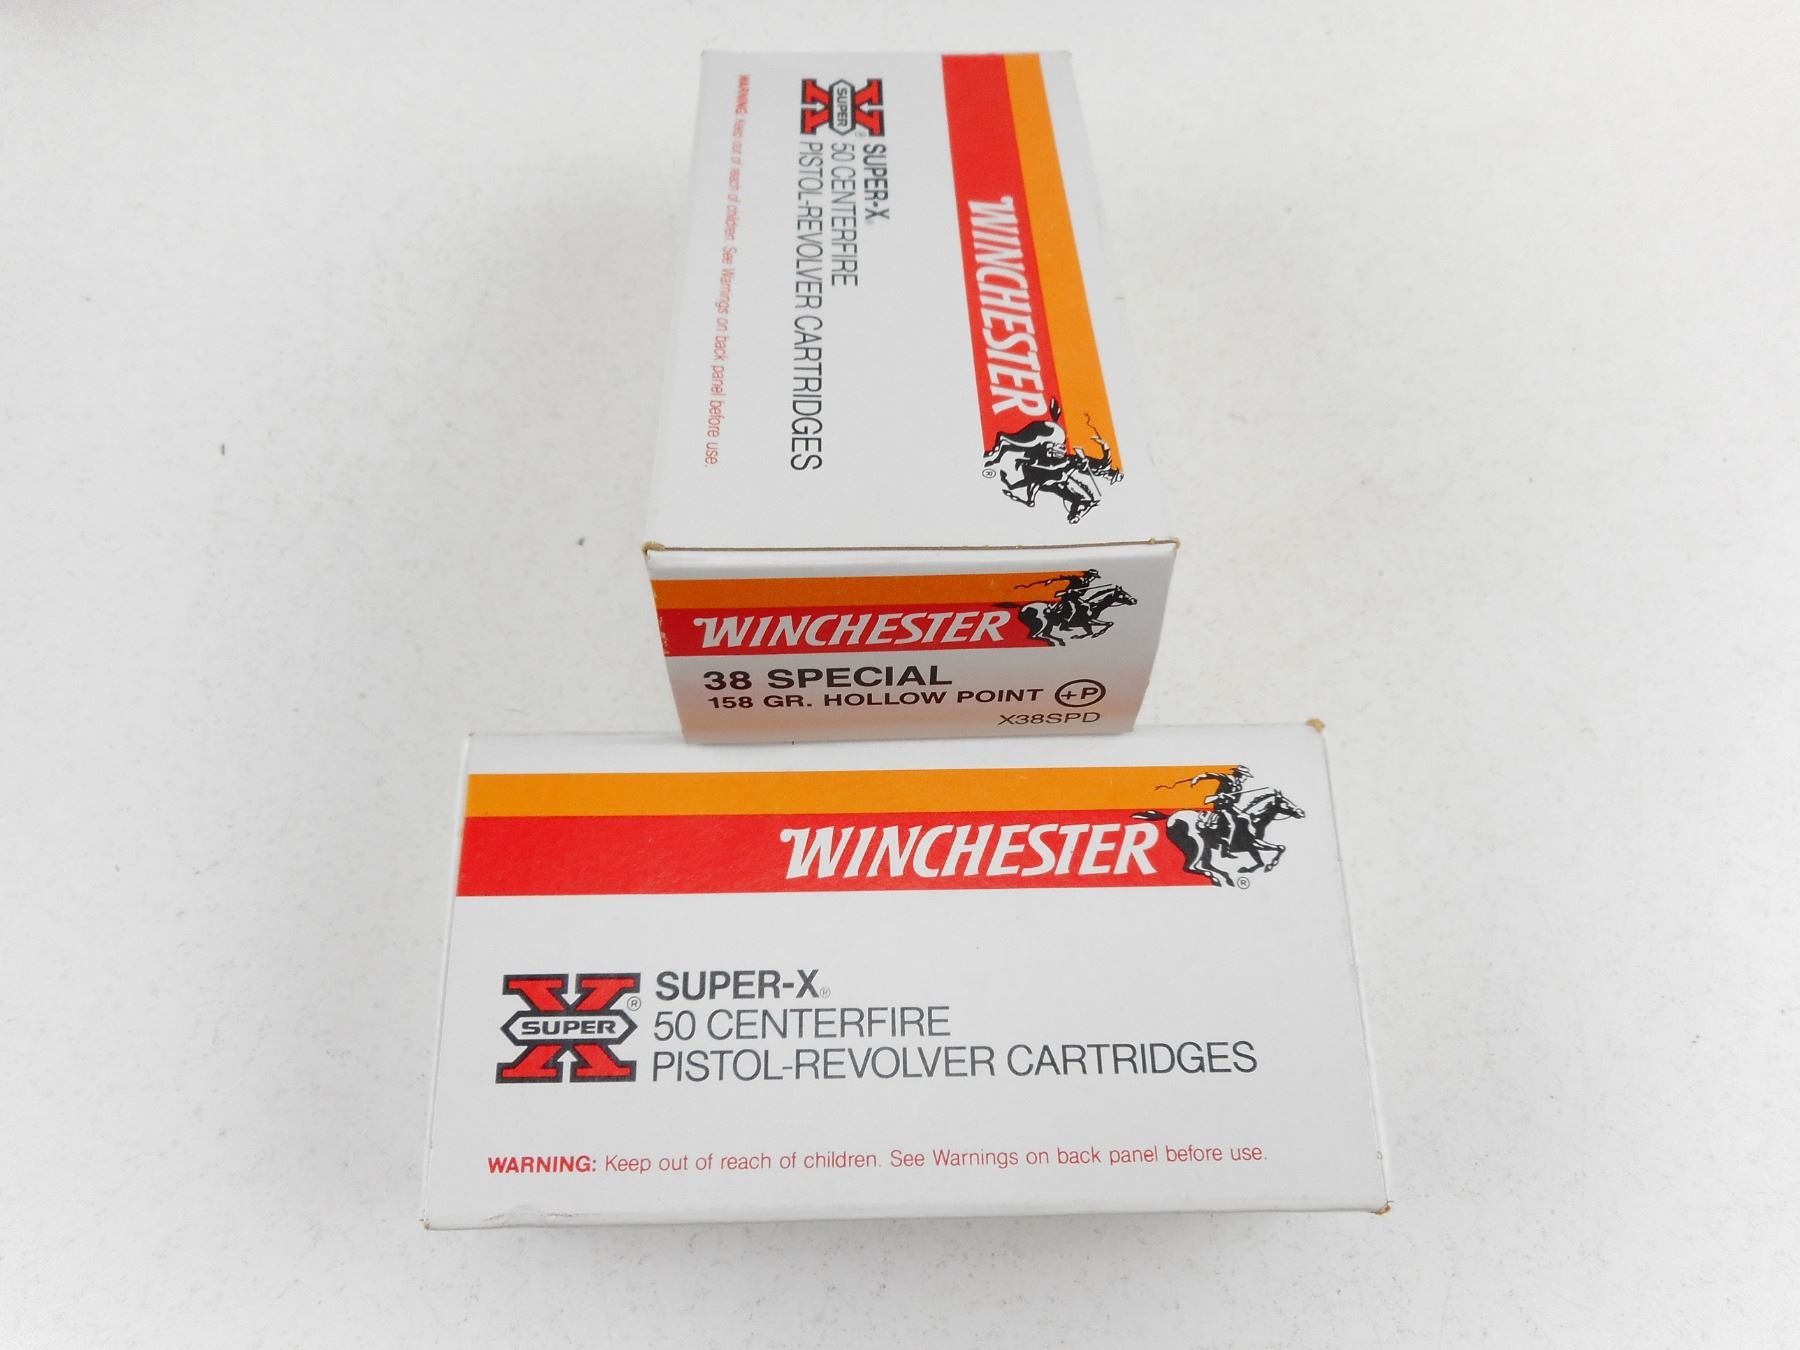 SUPER
SUPER-X
50 CENTERFIRE
PISTOL-REVOLVER CARTRIDGES
WARNING: Keep out of reach of children. See Warnings on back panel before use.
WINCHESTER
®
WINCHESTER
38 SPECIAL
158 GR. HOLLOW POINT +P
X38SPD
WINCHESTER
®
SUPER ®
SUPER-X®
50 CENTERFIRE
PISTOL-REVOLVER CARTRIDGES
WARNING: Keep out of reach of children. See Warnings on back panel before use.